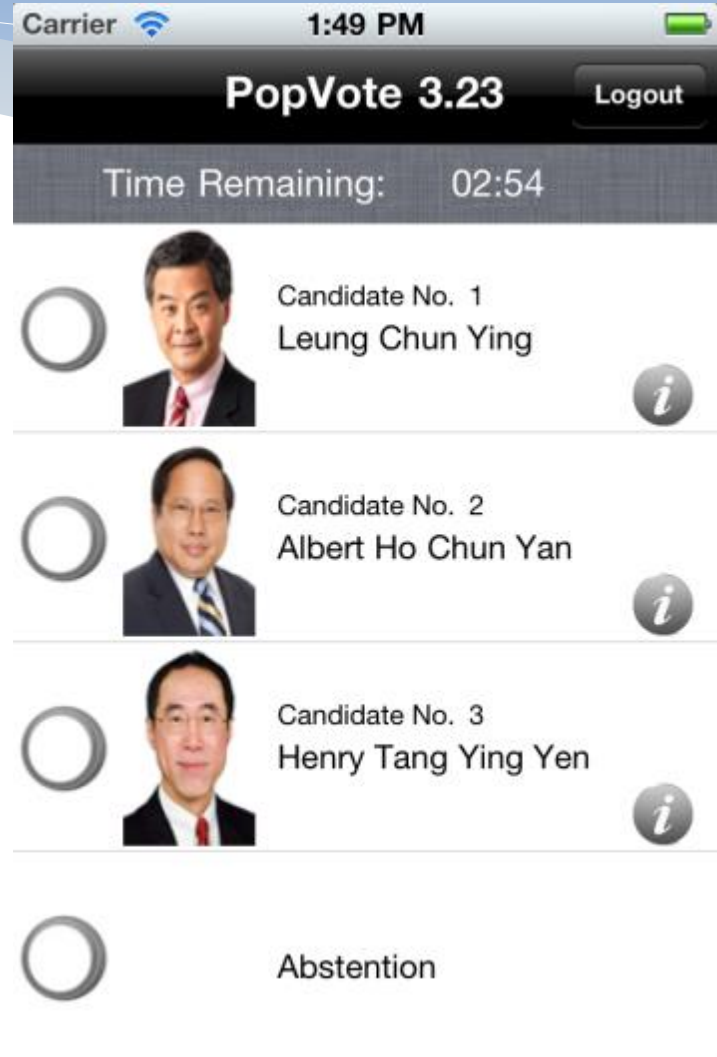 Carrier 1:49 PM
PopVote 3.23 Logout
Time Remaining: 02:54
Candidate No. 1
Leung Chun Ying
i
Candidate No. 2
Albert Ho Chun Yan
i
Candidate No. 3
Henry Tang Ying Yen
i
Abstention